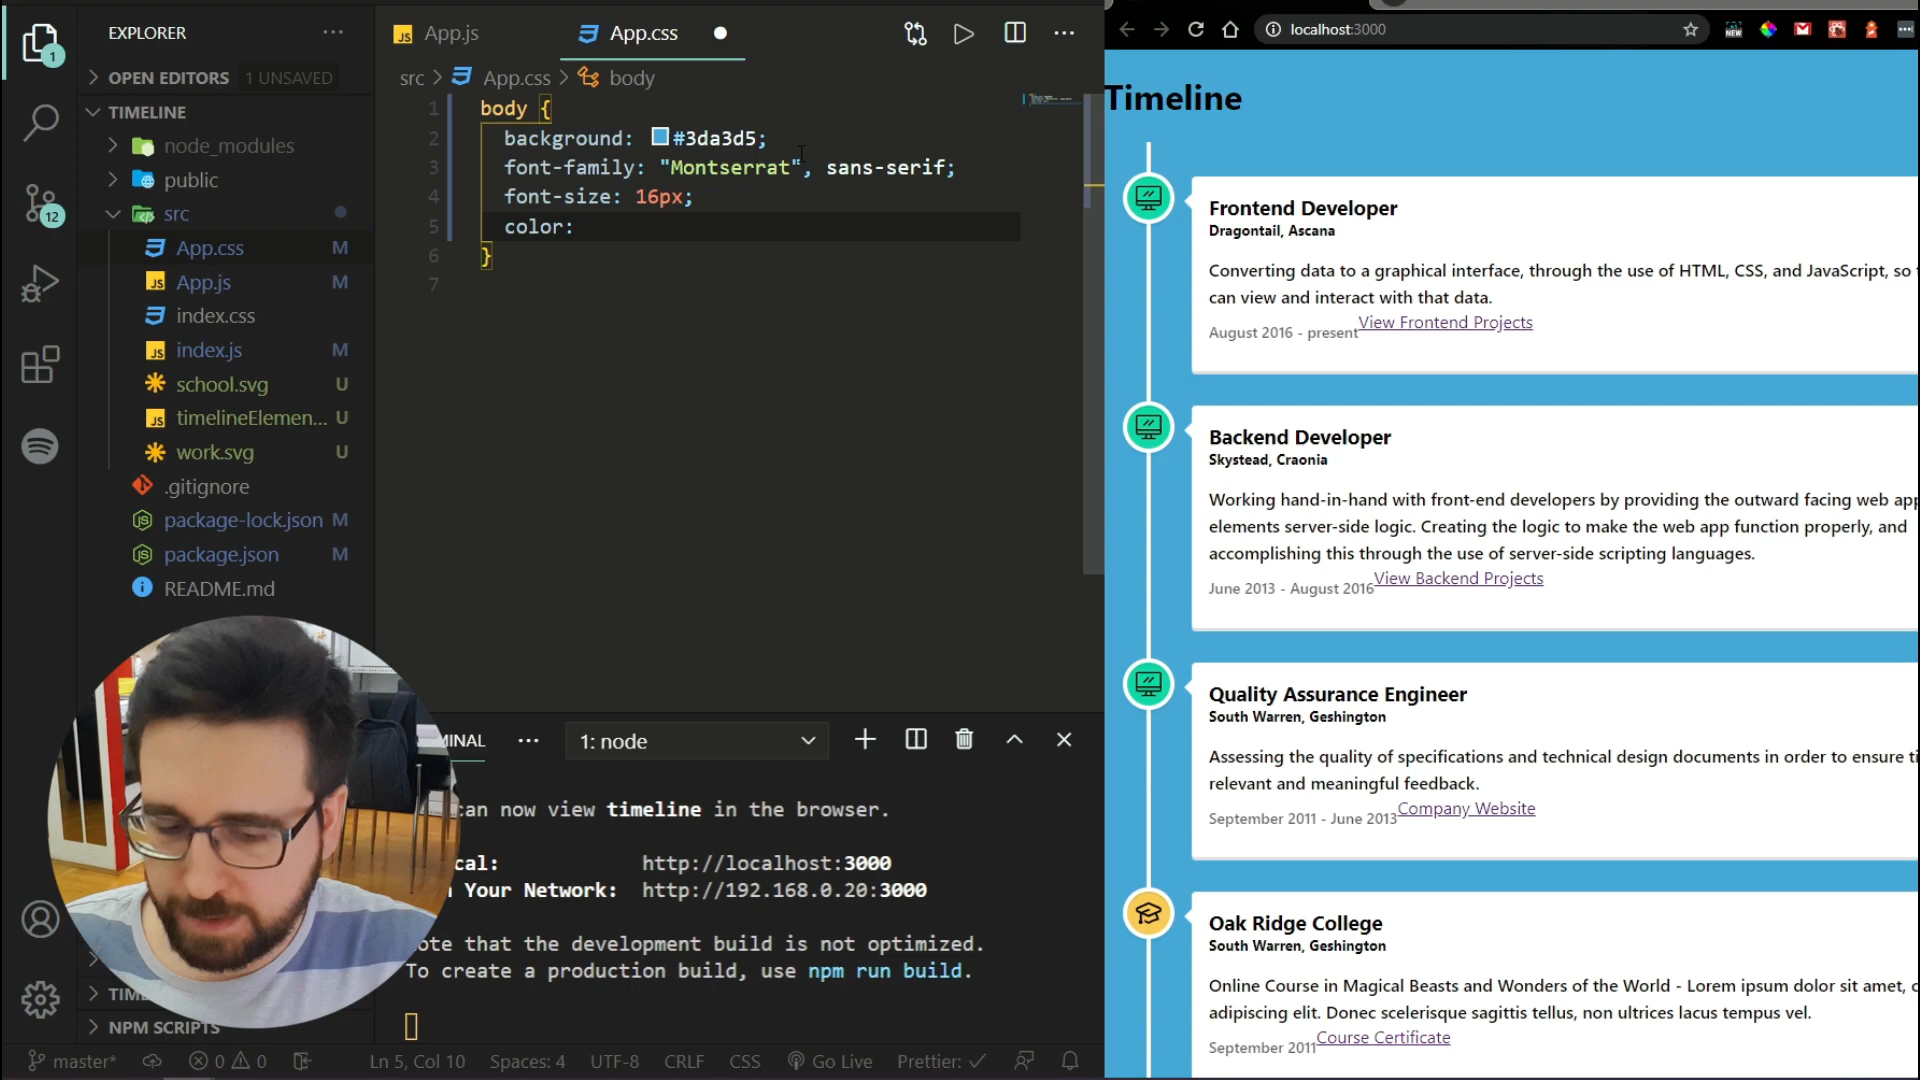 EXPLORER
OPEN EDITORS 1 UNSAVED
TIMELINE
node_modules
public
src
App.css M
App.js M
index.css
index.js M
school.svg U
timelineElemen... U
work.svg U
.gitignore
package-lock.json M
package.json M
README.md
NPM SCRIPTS
1
12
App.js
App.css
src > App.css > body
1 body {
2 background: #3da3d5;
3 font-family: "Montserrat", sans-serif;
4 font-size: 16px;
5 color:
6 }
7
1: node
can now view timeline in the browser.
http://localhost:3000
Your Network: http://192.168.0.20:3000
ote that the development build is not optimized.
To create a production build, use npm run build.
master* 0 0 Ln 5, Col 10 Spaces: 4 UTF-8 CRLF CSS Go Live Prettier:
localhost:3000
NEW
Timeline
Frontend Developer
Dragontail, Ascana
Converting data to a graphical interface, through the use of HTML, CSS, and JavaScript, so
can view and interact with that data.
August 2016 - present View Frontend Projects
Backend Developer
Skystead, Craonia
Working hand-in-hand with front-end developers by providing the outward facing web app
elements server-side logic. Creating the logic to make the web app function properly, and
accomplishing this through the use of server-side scripting languages.
June 2013 - August 2016 View Backend Projects
Quality Assurance Engineer
South Warren, Geshington
Assessing the quality of specifications and technical design documents in order to ensure ti
relevant and meaningful feedback.
September 2011 - June 2013 Company Website
Oak Ridge College
South Warren, Geshington
Online Course in Magical Beasts and Wonders of the World - Lorem ipsum dolor sit amet, c
adipiscing elit. Donec scelerisque sagittis tellus, non ultrices lacus tempus vel.
September 2011 Course Certificate